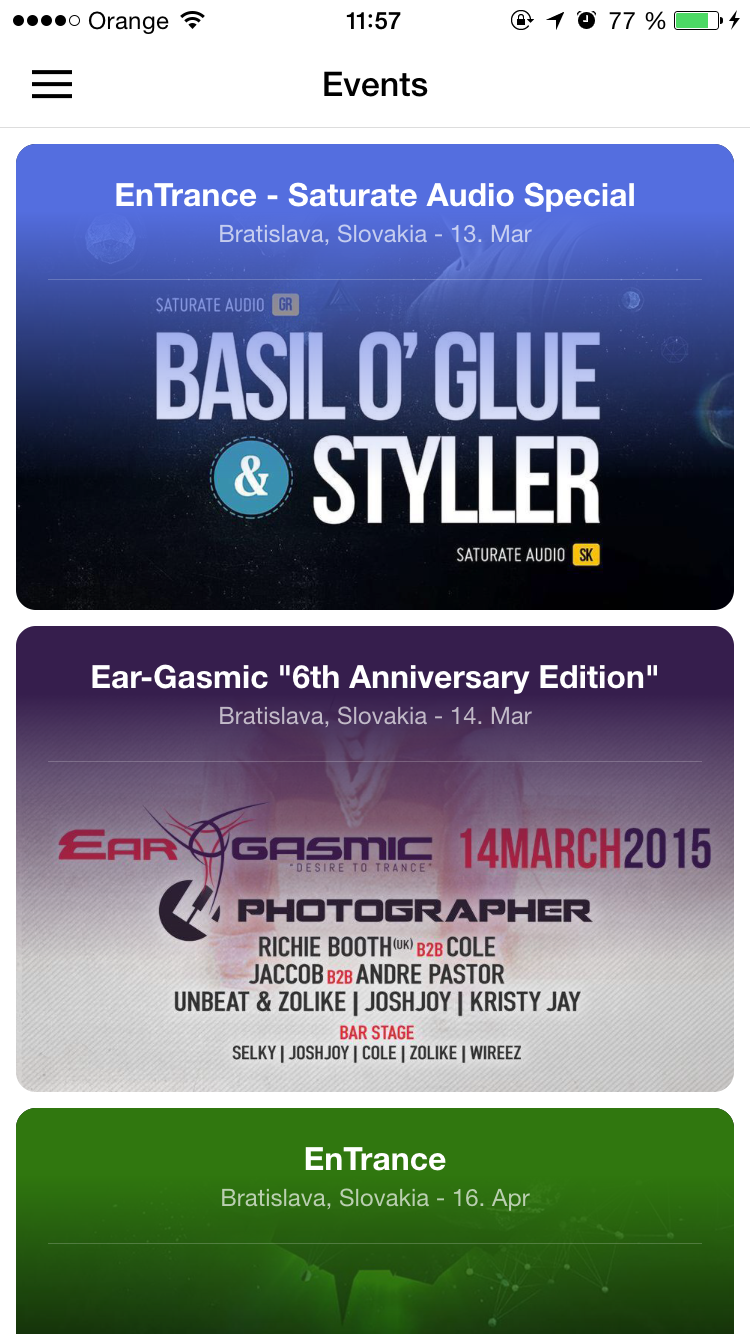 Orange 11:57 77 %
Events
EnTrance - Saturate Audio Special
Bratislava, Slovakia - 13. Mar
SATURATE AUDIO GR
BASIL O' GLUE
& STYLLER
SATURATE AUDIO SK
Ear-Gasmic "6th Anniversary Edition"
Bratislava, Slovakia - 14. Mar
EAR GASMIC 14MARCH2015
"DESIRE TO TRANCE"
PHOTOGRAPHER
RICHIE BOOTH(UK) B2B COLE
JACCOB B2B ANDRE PASTOR
UNBEAT & ZOLIKE | JOSHJOY | KRISTY JAY
BAR STAGE
SELKY | JOSHJOY | COLE | ZOLIKE | WIREEZ
EnTrance
Bratislava, Slovakia - 16. Apr